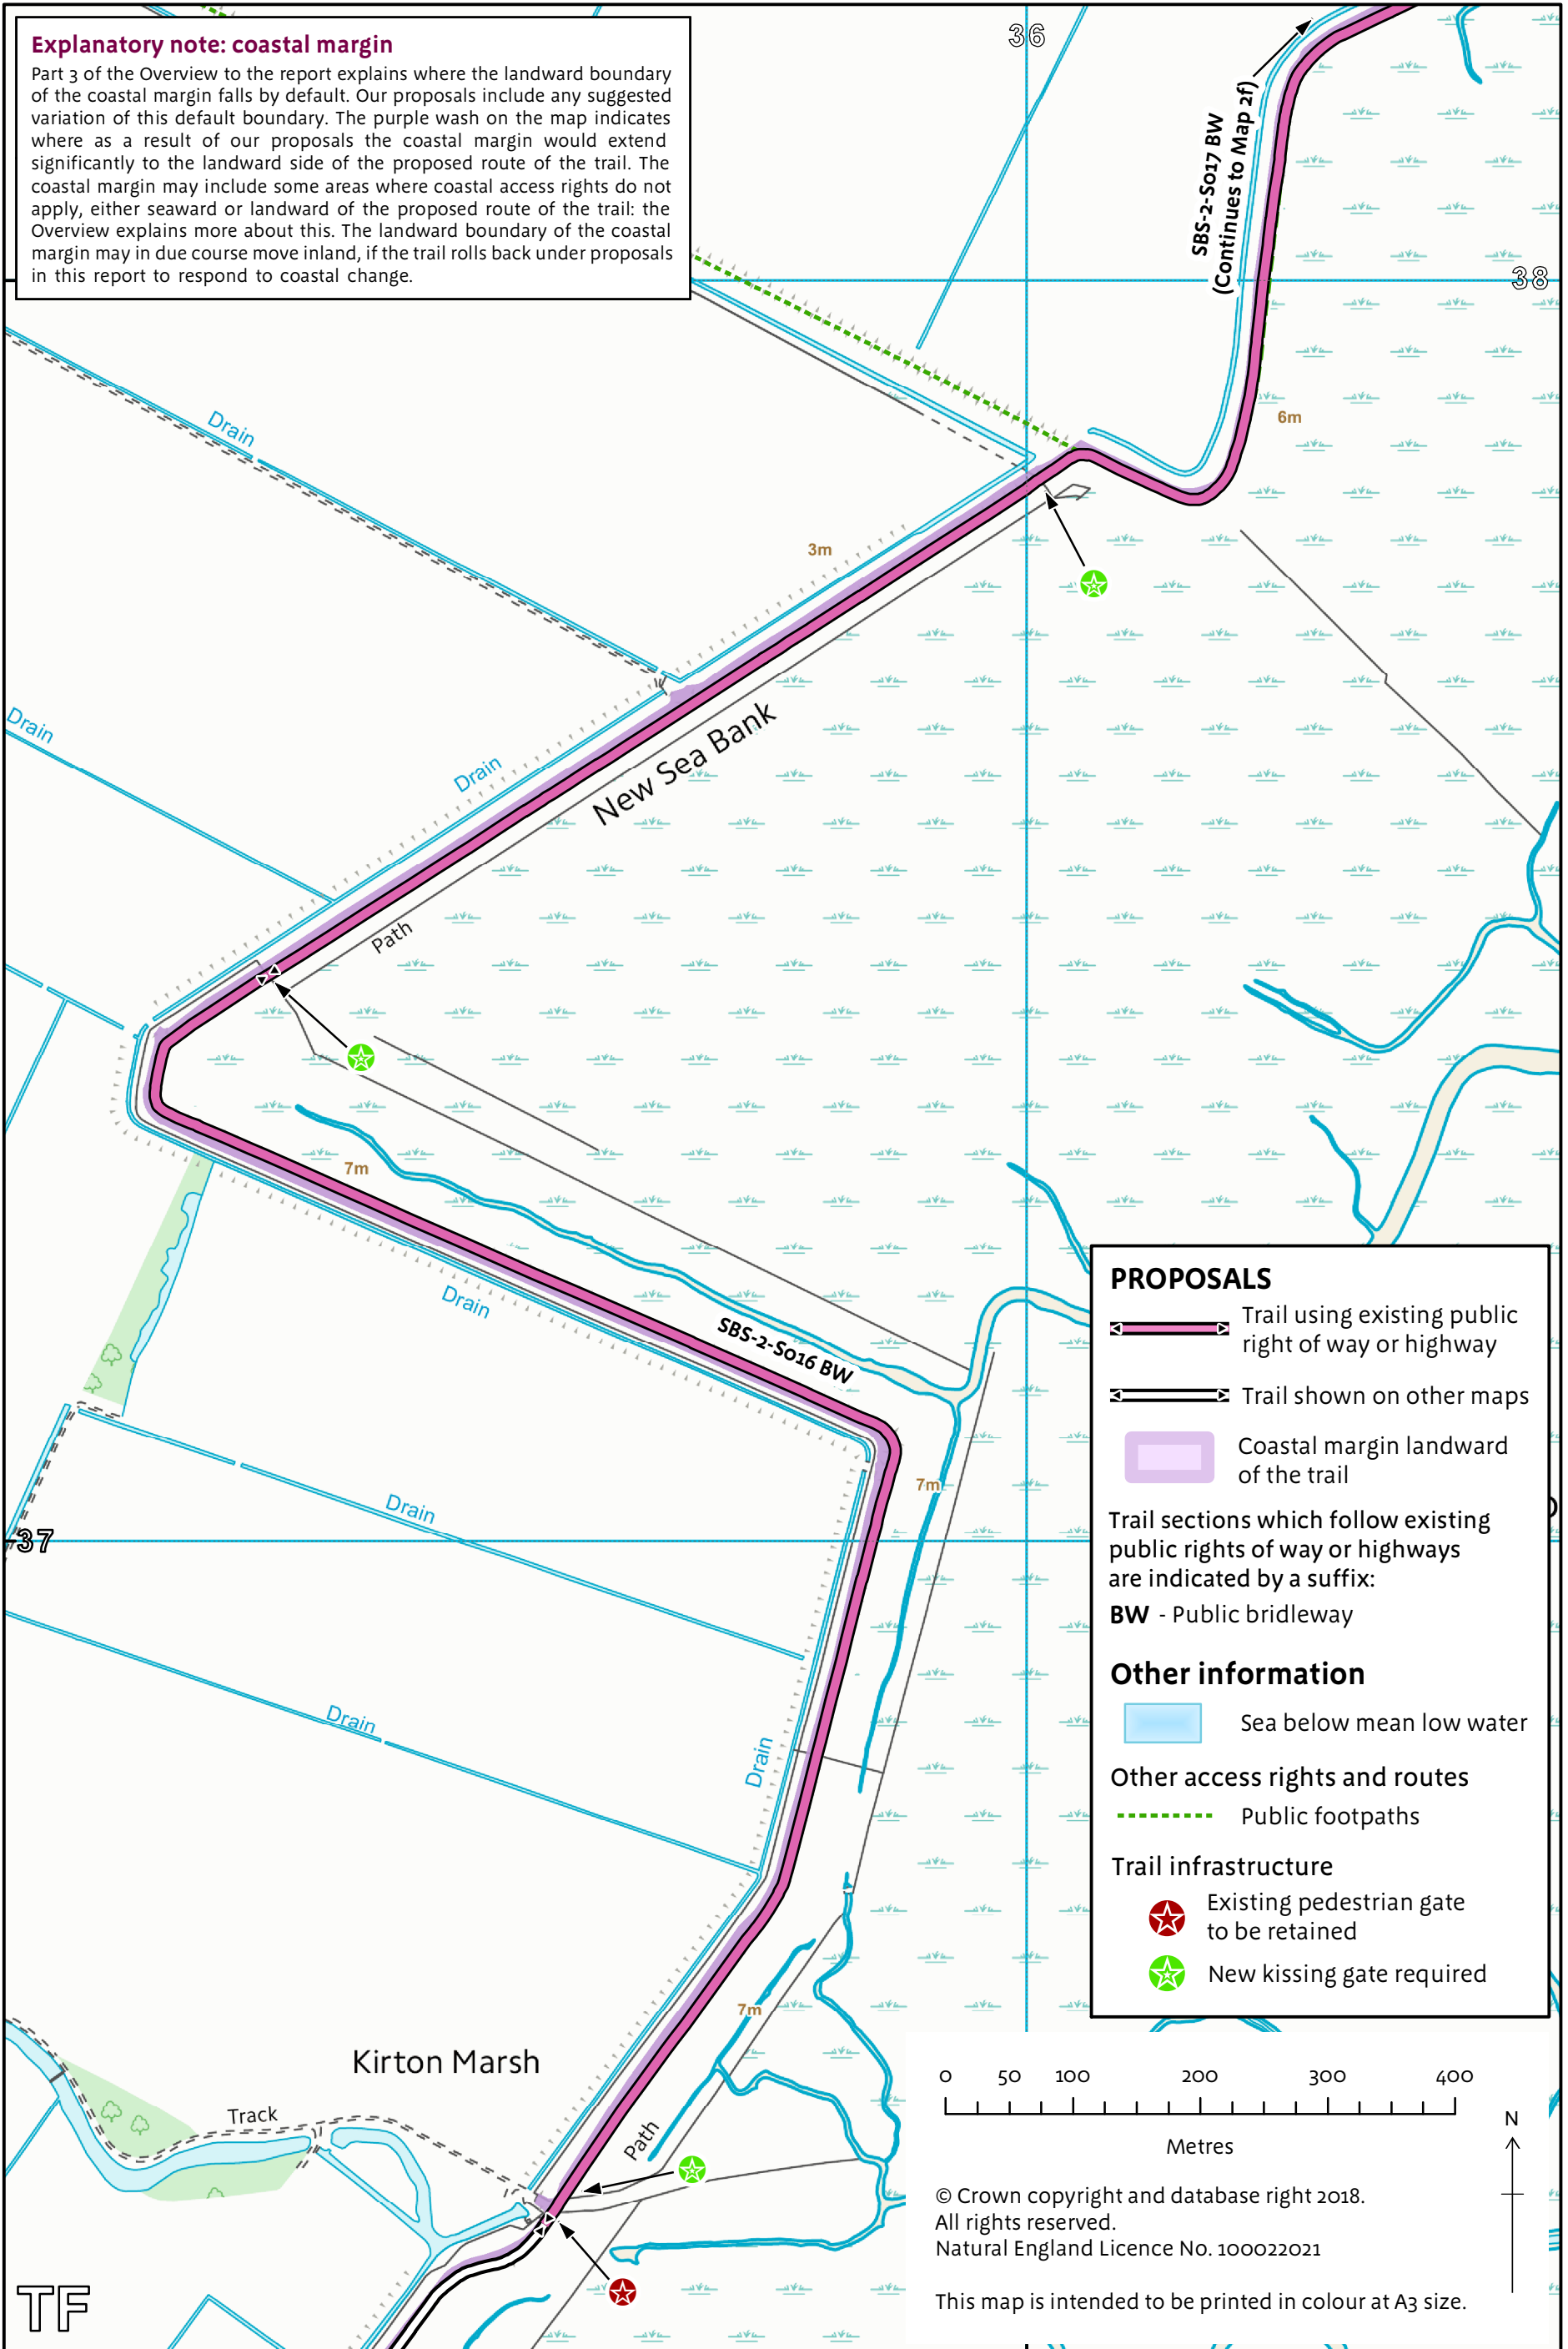 Explanatory note: coastal margin
Part 3 of the Overview to the report explains where the landward boundary
of the coastal margin falls by default. Our proposals include any suggested
variation of this default boundary. The purple wash on the map indicates
where as a result of our proposals the coastal margin would extend
significantly to the landward side of the proposed route of the trail. The
coastal margin may include some areas where coastal access rights do not
apply, either seaward or landward of the proposed route of the trail: the
Overview explains more about this. The landward boundary of the coastal
margin may in due course move inland, if the trail rolls back under proposals
in this report to respond to coastal change.
36
SBS-2-S017 BW
(Continues to Map 2f)
38
6m
Drain
3m
Drain
Drain
New Sea Bank
Path
7m
Drain
SBS-2-S016 BW
7m
Drain
37
Drain
Drain
7m
Kirton Marsh
Track
Path
TF
PROPOSALS
Trail using existing public
right of way or highway
Trail shown on other maps
Coastal margin landward
of the trail
Trail sections which follow existing
public rights of way or highways
are indicated by a suffix:
BW - Public bridleway
Other information
Sea below mean low water
Other access rights and routes
Public footpaths
Trail infrastructure
Existing pedestrian gate
to be retained
New kissing gate required
0 50 100 200 300 400
Metres
N
© Crown copyright and database right 2018.
All rights reserved.
Natural England Licence No. 100022021
This map is intended to be printed in colour at A3 size.